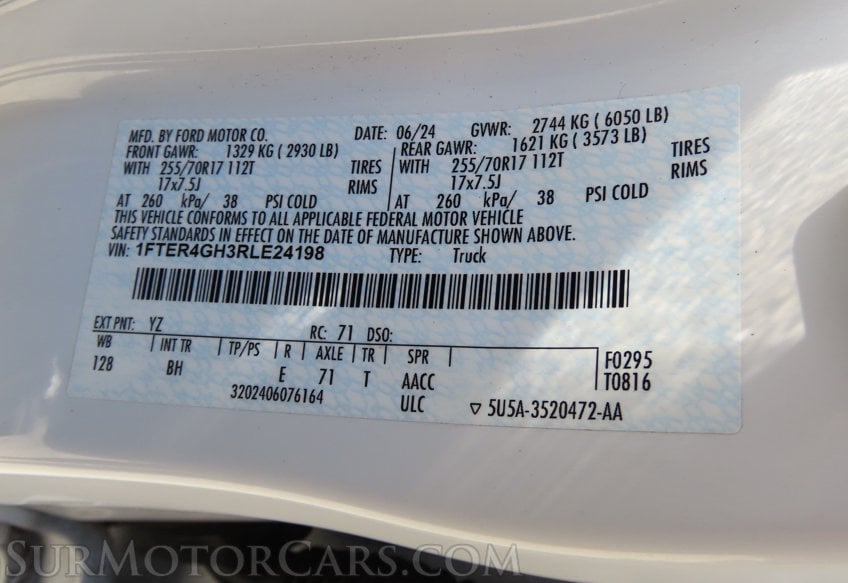 MFD. BY FORD MOTOR CO. DATE: 06/24 GVWR: 2744 KG ( 6050 LB)
FRONT GAWR: 1329 KG ( 2930 LB) REAR GAWR: 1621 KG ( 3573 LB)
WITH 255/70R17 112T TIRES WITH 255/70R17 112T TIRES
17x7.5J RIMS 17x7.5J RIMS
AT 260 kPa/ 38 PSI COLD AT 260 kPa/ 38 PSI COLD
THIS VEHICLE CONFORMS TO ALL APPLICABLE FEDERAL MOTOR VEHICLE
SAFETY STANDARDS IN EFFECT ON THE DATE OF MANUFACTURE SHOWN ABOVE.
VIN: 1FTER4GH3RLE24198 TYPE: Truck
EXT PNT: YZ RC: 71 DSO:
WB INT TR TP/PS R AXLE TR SPR F0295
128 BH E 71 T AACC T0816
3202406076164 ULC ▽ 5U5A-3520472-AA
SURMOTORCARS.COM